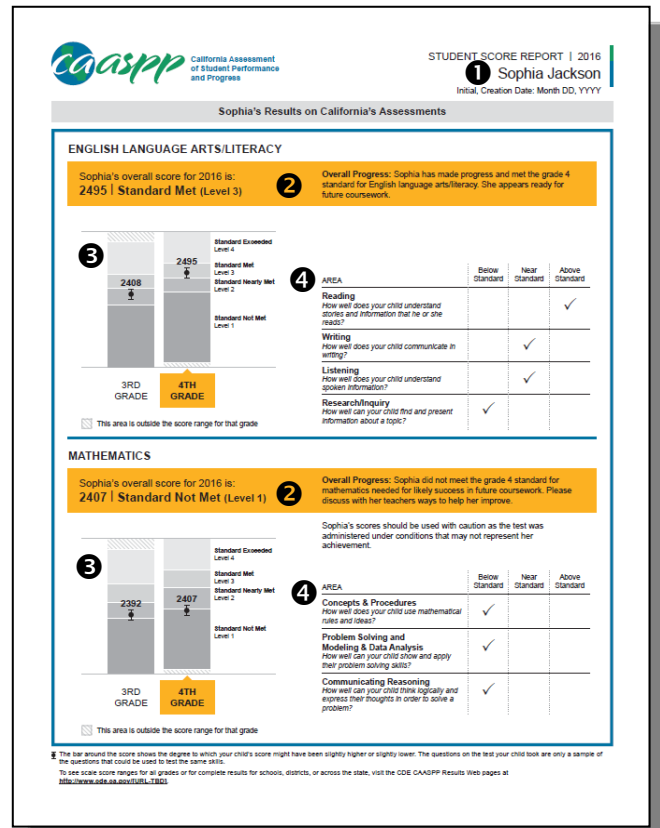 caaspp
California Assessment
of Student Performance
and Progress
STUDENT SCORE REPORT | 2016
1 Sophia Jackson
Initial, Creation Date: Month DD, YYYY
Sophia's Results on California's Assessments
ENGLISH LANGUAGE ARTS/LITERACY
Sophia's overall score for 2016 is:
2495 | Standard Met (Level 3)
2
Overall Progress: Sophia has made progress and met the grade 4
standard for English language arts/literacy. She appears ready for
future coursework.
3
2408
2495
Standard Exceeded
Level 4
Standard Met
Level 3
Standard Nearly Met
Level 2
Standard Not Met
Level 1
3RD
GRADE
4TH
GRADE
This area is outside the score range for that grade
4
AREA
Below
Standard
Near
Standard
Above
Standard
Reading
How well does your child understand
stories and information that he or she
reads?
✓
Writing
How well does your child communicate in
writing?
✓
Listening
How well does your child understand
spoken information?
✓
Research/Inquiry
How well can your child find and present
information about a topic?
✓
MATHEMATICS
Sophia's overall score for 2016 is:
2407 | Standard Not Met (Level 1)
2
Overall Progress: Sophia did not meet the grade 4 standard for
mathematics needed for likely success in future coursework. Please
discuss with her teachers ways to help her improve.
Sophia's scores should be used with caution as the test was
administered under conditions that may not represent her
achievement.
3
2392
2407
Standard Exceeded
Level 4
Standard Met
Level 3
Standard Nearly Met
Level 2
Standard Not Met
Level 1
3RD
GRADE
4TH
GRADE
This area is outside the score range for that grade
4
AREA
Below
Standard
Near
Standard
Above
Standard
Concepts & Procedures
How well does your child use mathematical
rules and ideas?
✓
Problem Solving and
Modeling & Data Analysis
How well can your child show and apply
their problem solving skills?
✓
Communicating Reasoning
How well can your child think logically and
express their thoughts in order to solve a
problem?
✓
The bar around the score shows the degree to which your child's score might have been slightly higher or slightly lower. The questions on the test your child took are only a sample of
the questions that could be used to test the same skills.
To see scale score ranges for all grades or for complete results for schools, districts, or across the state, visit the CDE CAASPP Results Web pages at
http://www.cde.ca.gov/[URL-TBD].